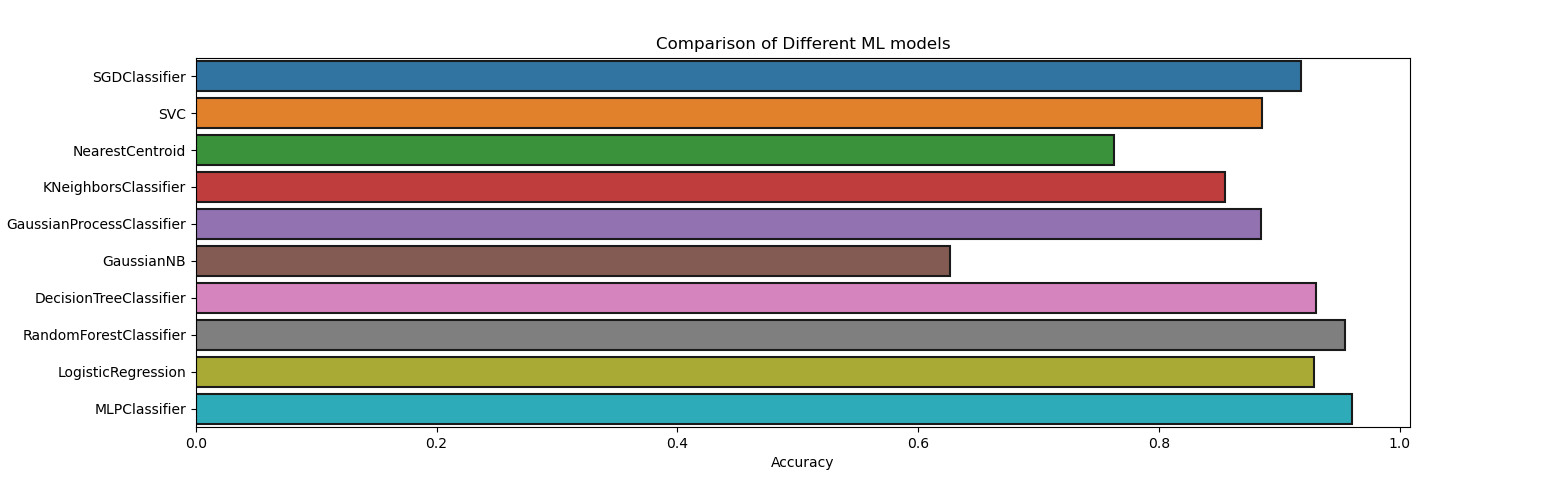 Comparison of Different ML models
SGDClassifier
SVC
NearestCentroid
KNeighborsClassifier
GaussianProcessClassifier
GaussianNB
DecisionTreeClassifier
RandomForestClassifier
LogisticRegression
MLPClassifier
0.0 0.2 0.4 0.6 0.8 1.0
Accuracy